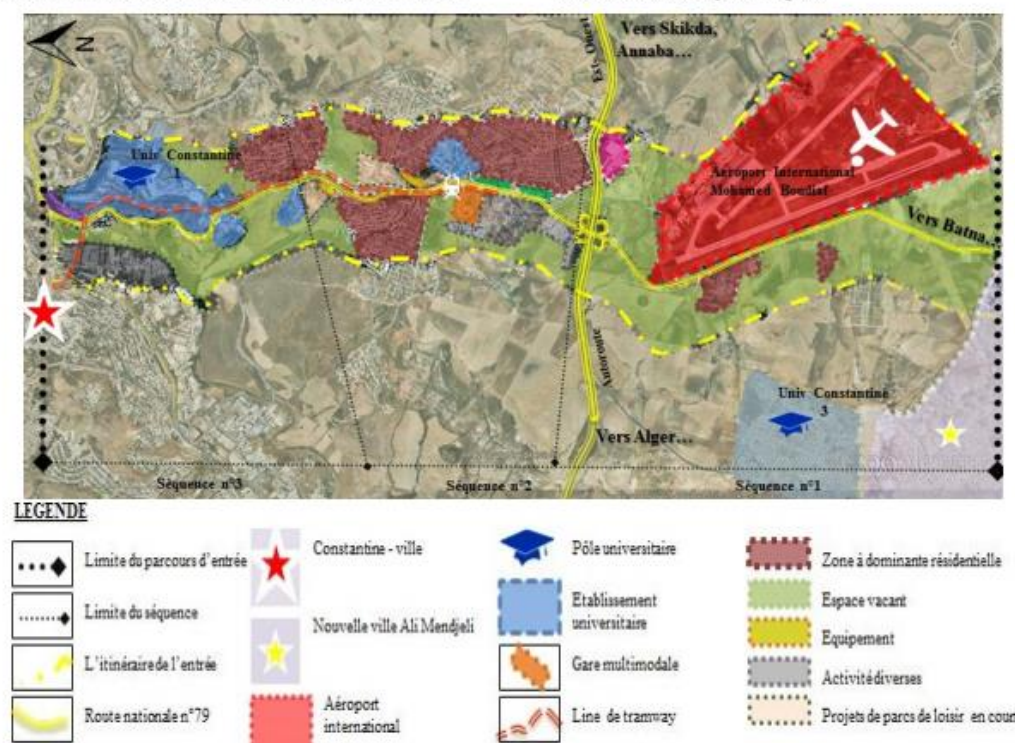 N
Vers Skikda,
Annaba…
Univ Constantine
1
Aéroport International
Mohamed Boudiaf
Vers Batna…
Autoroute
Univ Constantine
3
Vers Alger…
Séquence n°3
Séquence n°2
Séquence n°1
LEGENDE
Limite du parcours d'entrée
Limite du séquence
L'itinéraire de l'entrée
Route nationale n°79
Constantine - ville
Nouvelle ville Ali Mendjeli
Aéroport
international
Pôle universitaire
Etablissement
universitaire
Gare multimodale
Line de tramway
Zone à dominante résidentielle
Espace vacant
Equipement
Activité diverses
Projets de parcs de loisir en cour